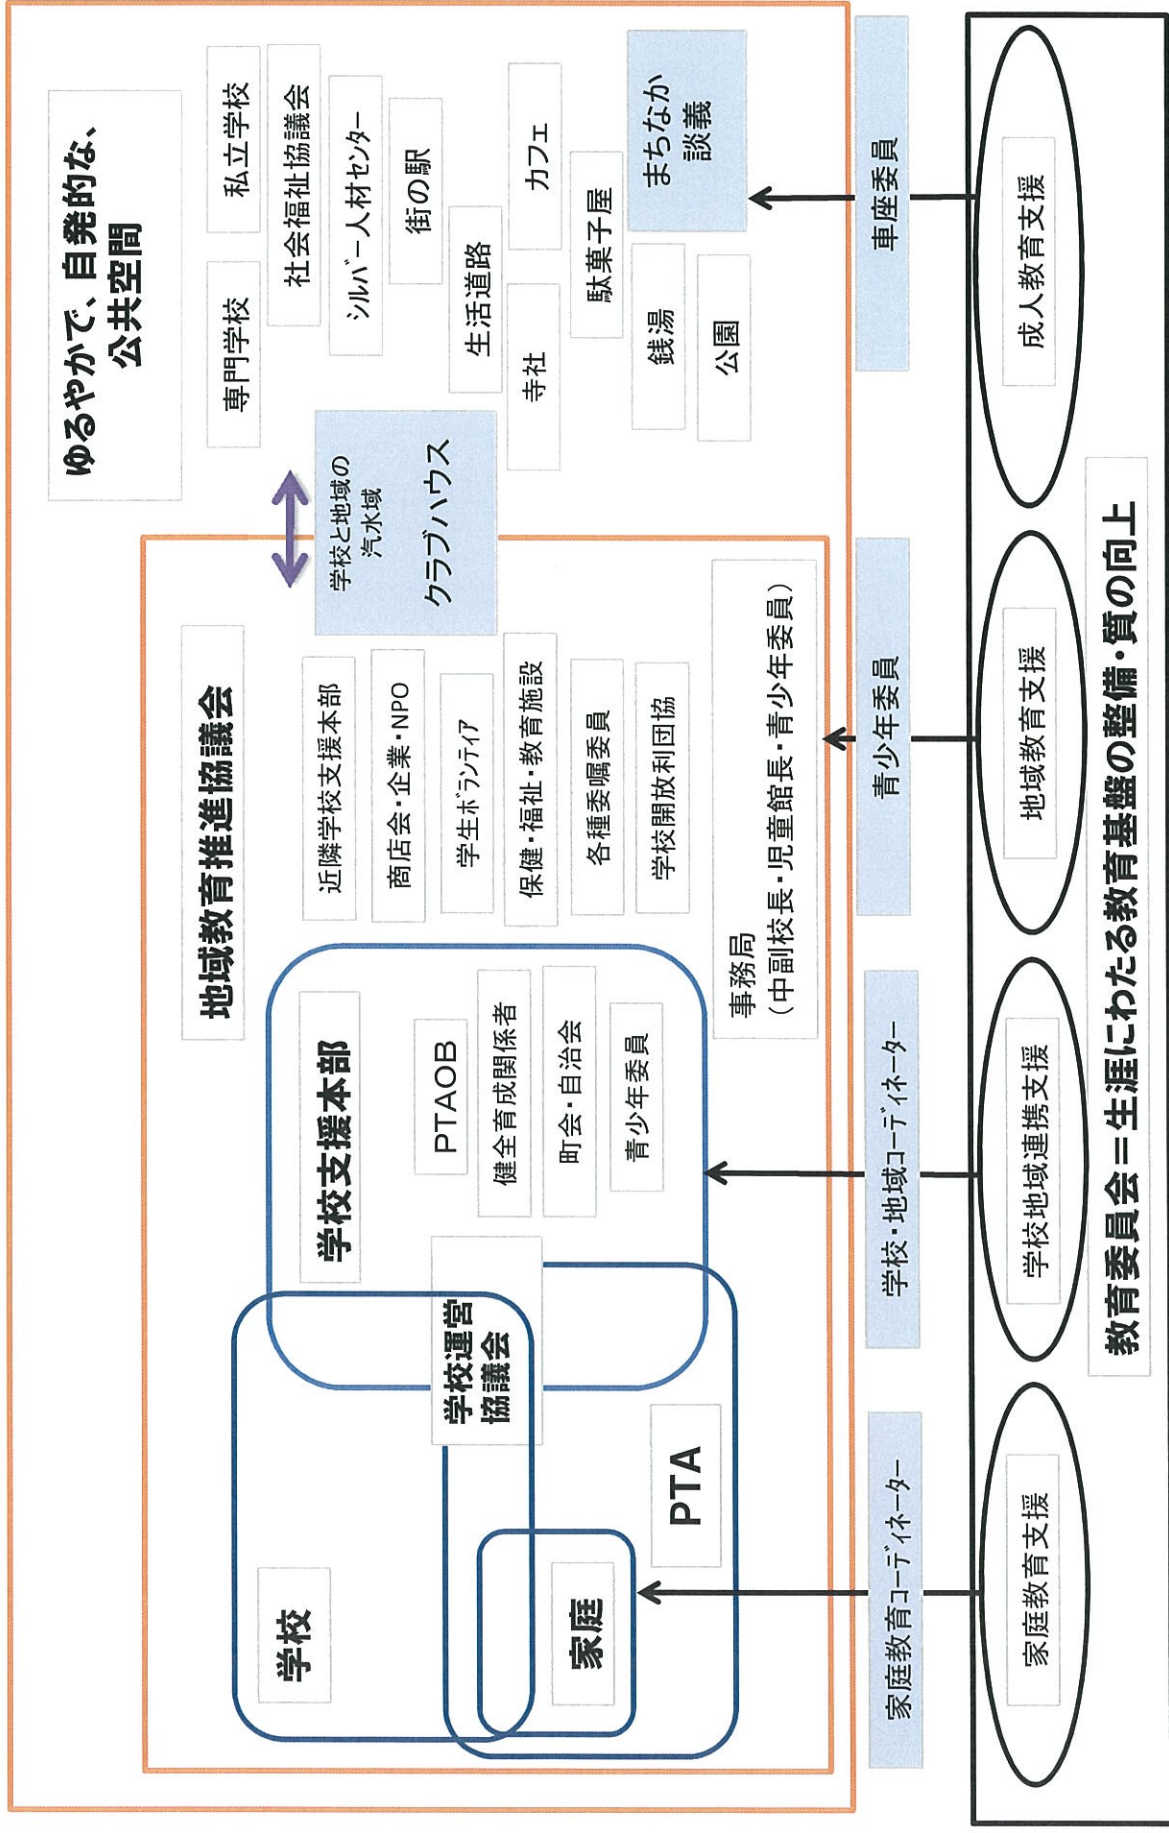 ゆるやかで、自発的な、
公共空間
地域教育推進協議会
学校
学校支援本部
学校運営
協議会
家庭
PTA
PTAOB
健全育成関係者
町会・自治会
青少年委員
近隣学校支援本部
商店会・企業・NPO
学生ボランティア
保健・福祉・教育施設
各種委嘱委員
学校開放利団協
事務局
（中副校長・児童館長・青少年委員）
学校と地域の
汽水域
クラブハウス
専門学校
私立学校
社会福祉協議会
シルバー人材センター
街の駅
生活道路
寺社
カフェ
駄菓子屋
銭湯
公園
まちなか
談義
家庭教育コーディネーター
学校・地域コーディネーター
青少年委員
車座委員
家庭教育支援
学校地域連携支援
地域教育支援
成人教育支援
教育委員会＝生涯にわたる教育基盤の整備・質の向上